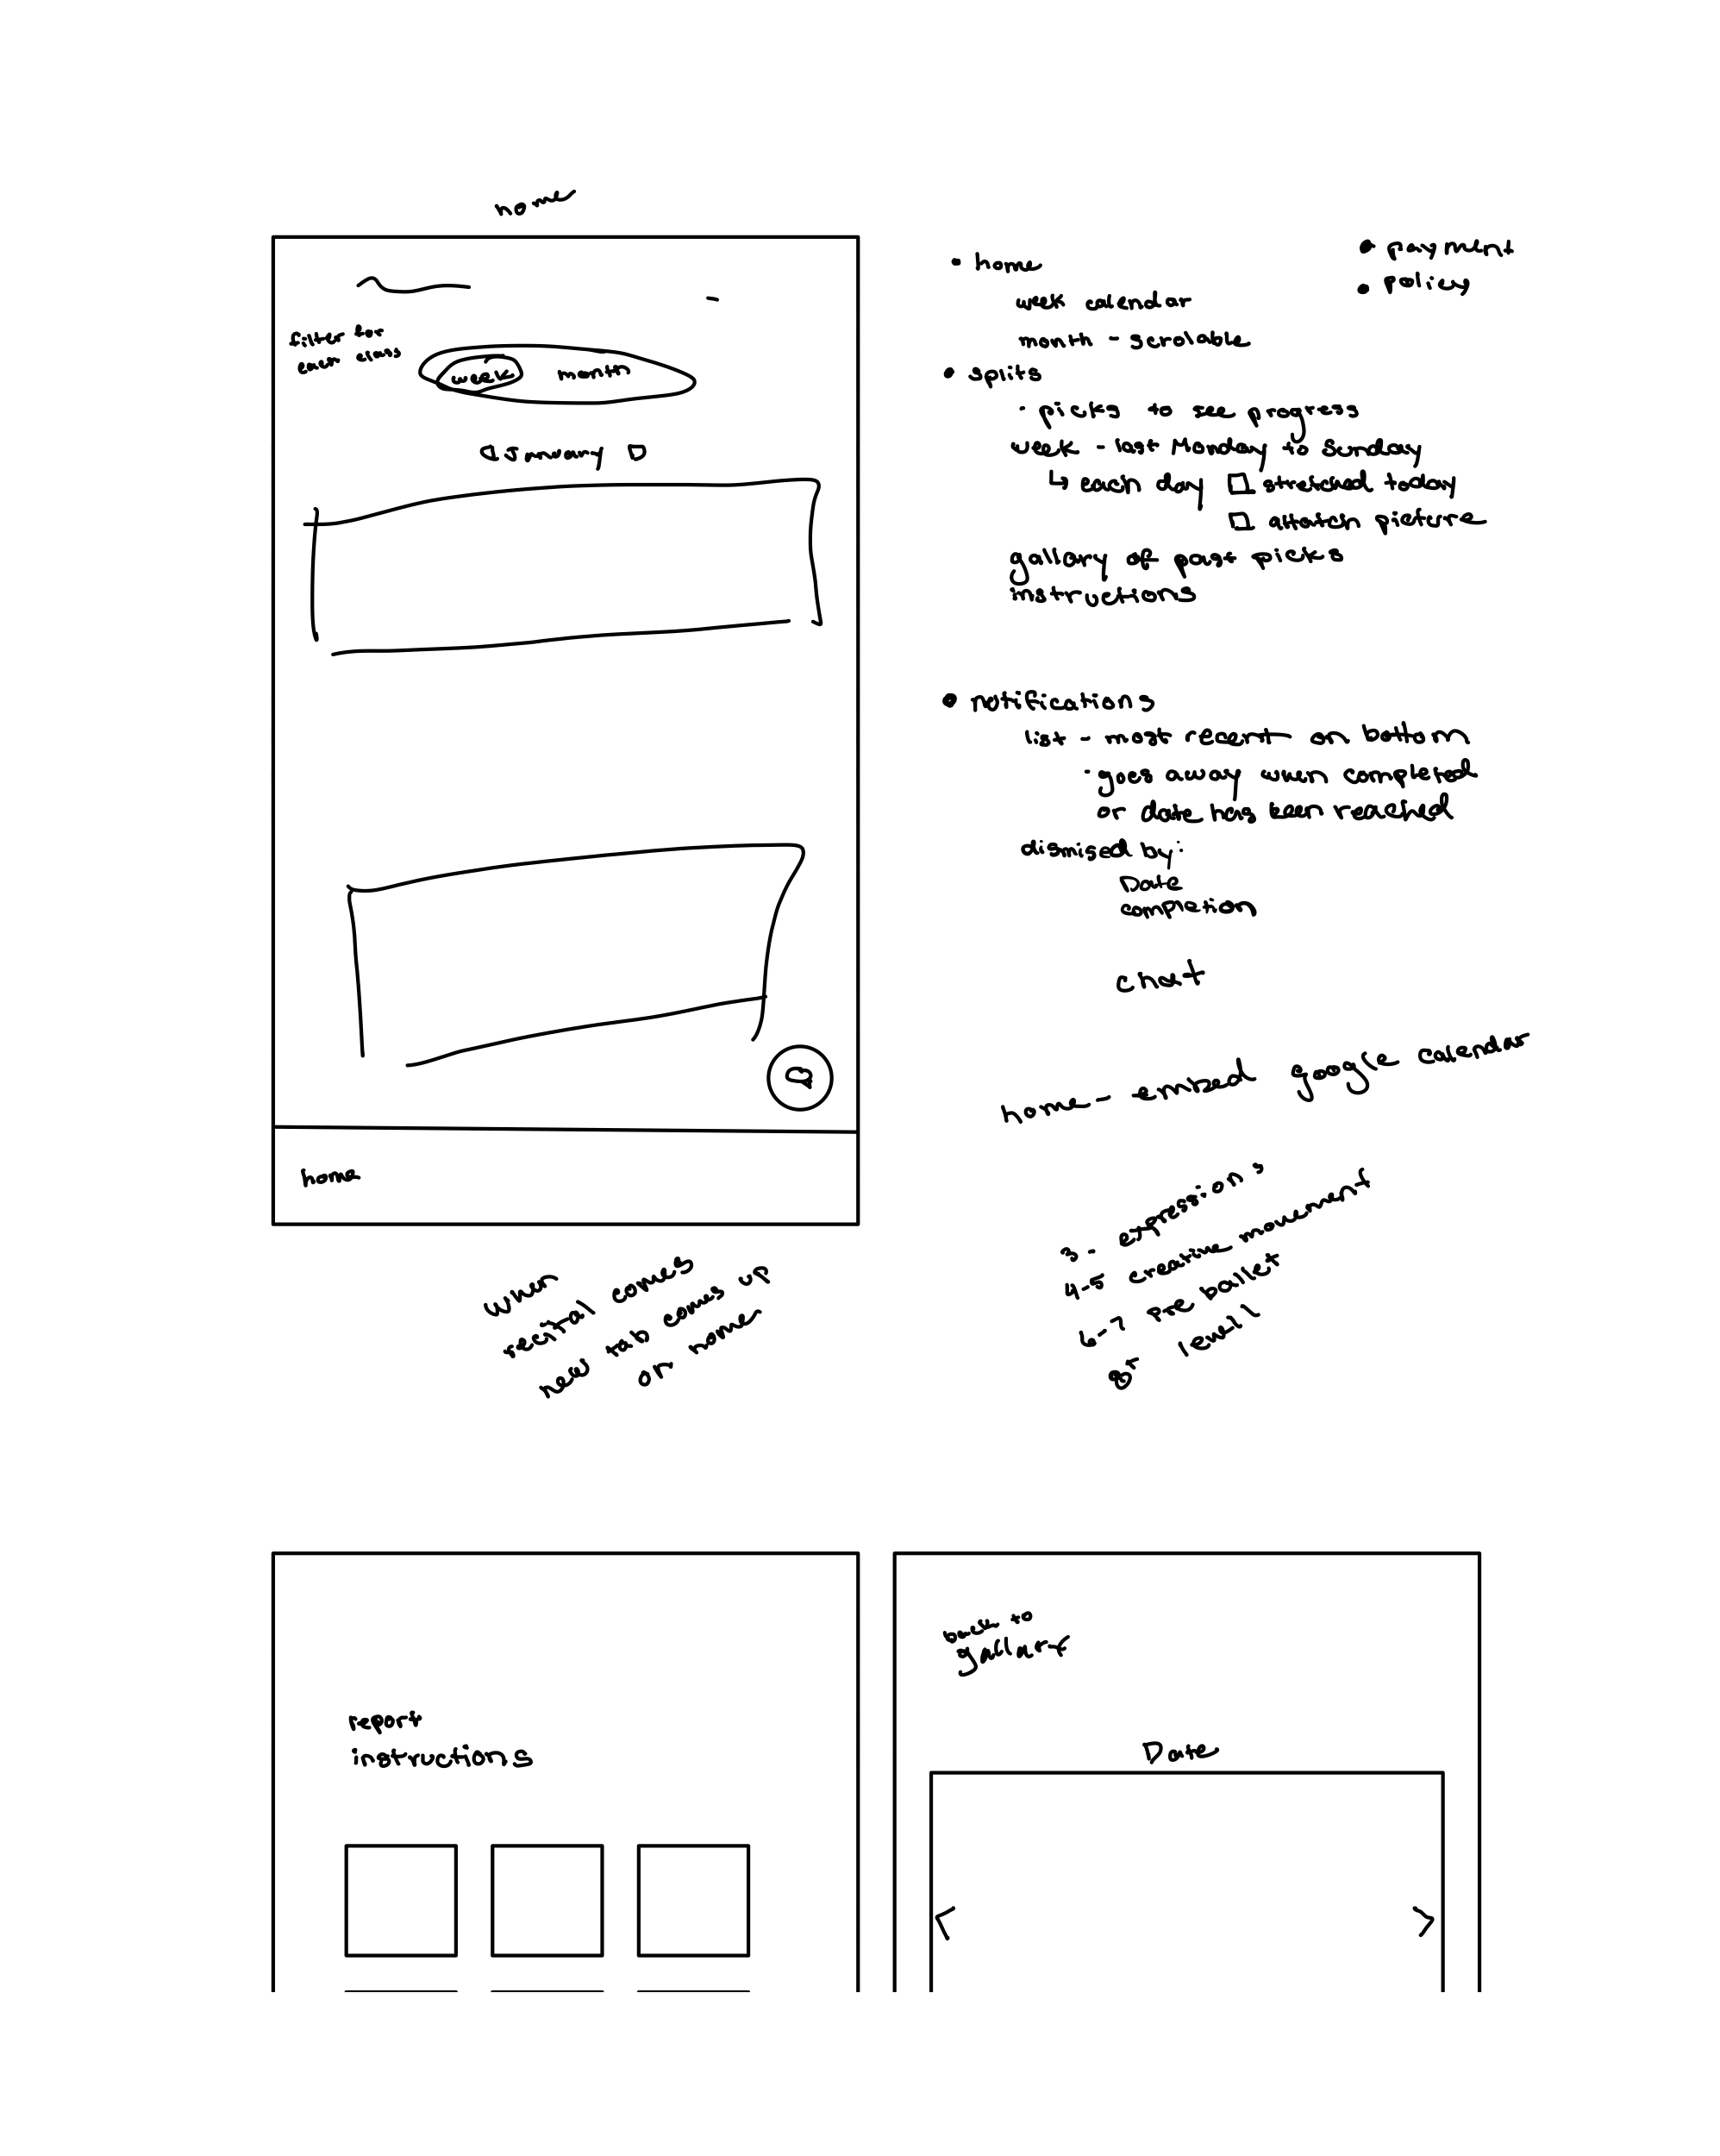 home
filter for
each class
week month
January
home
• home
week calendar
month - scrolable
• splits
· picks to see progress
week - last Monday to Sunday
↳ each day □ stretched today
□ attatch picture
gallary of past picks
instructions
• payment
• policy
• notifications
list - most recent on bottom
· goes away when completed
or date has been reached
dismised by:
Date
completion
chat
home - embed google calendar
3 - expressions
4-5 creative movement
6-7 pre ballet
8+ level 1
when
recital comes
new tab comes up
on home
report
instructions
back to
gallary
Date
< >